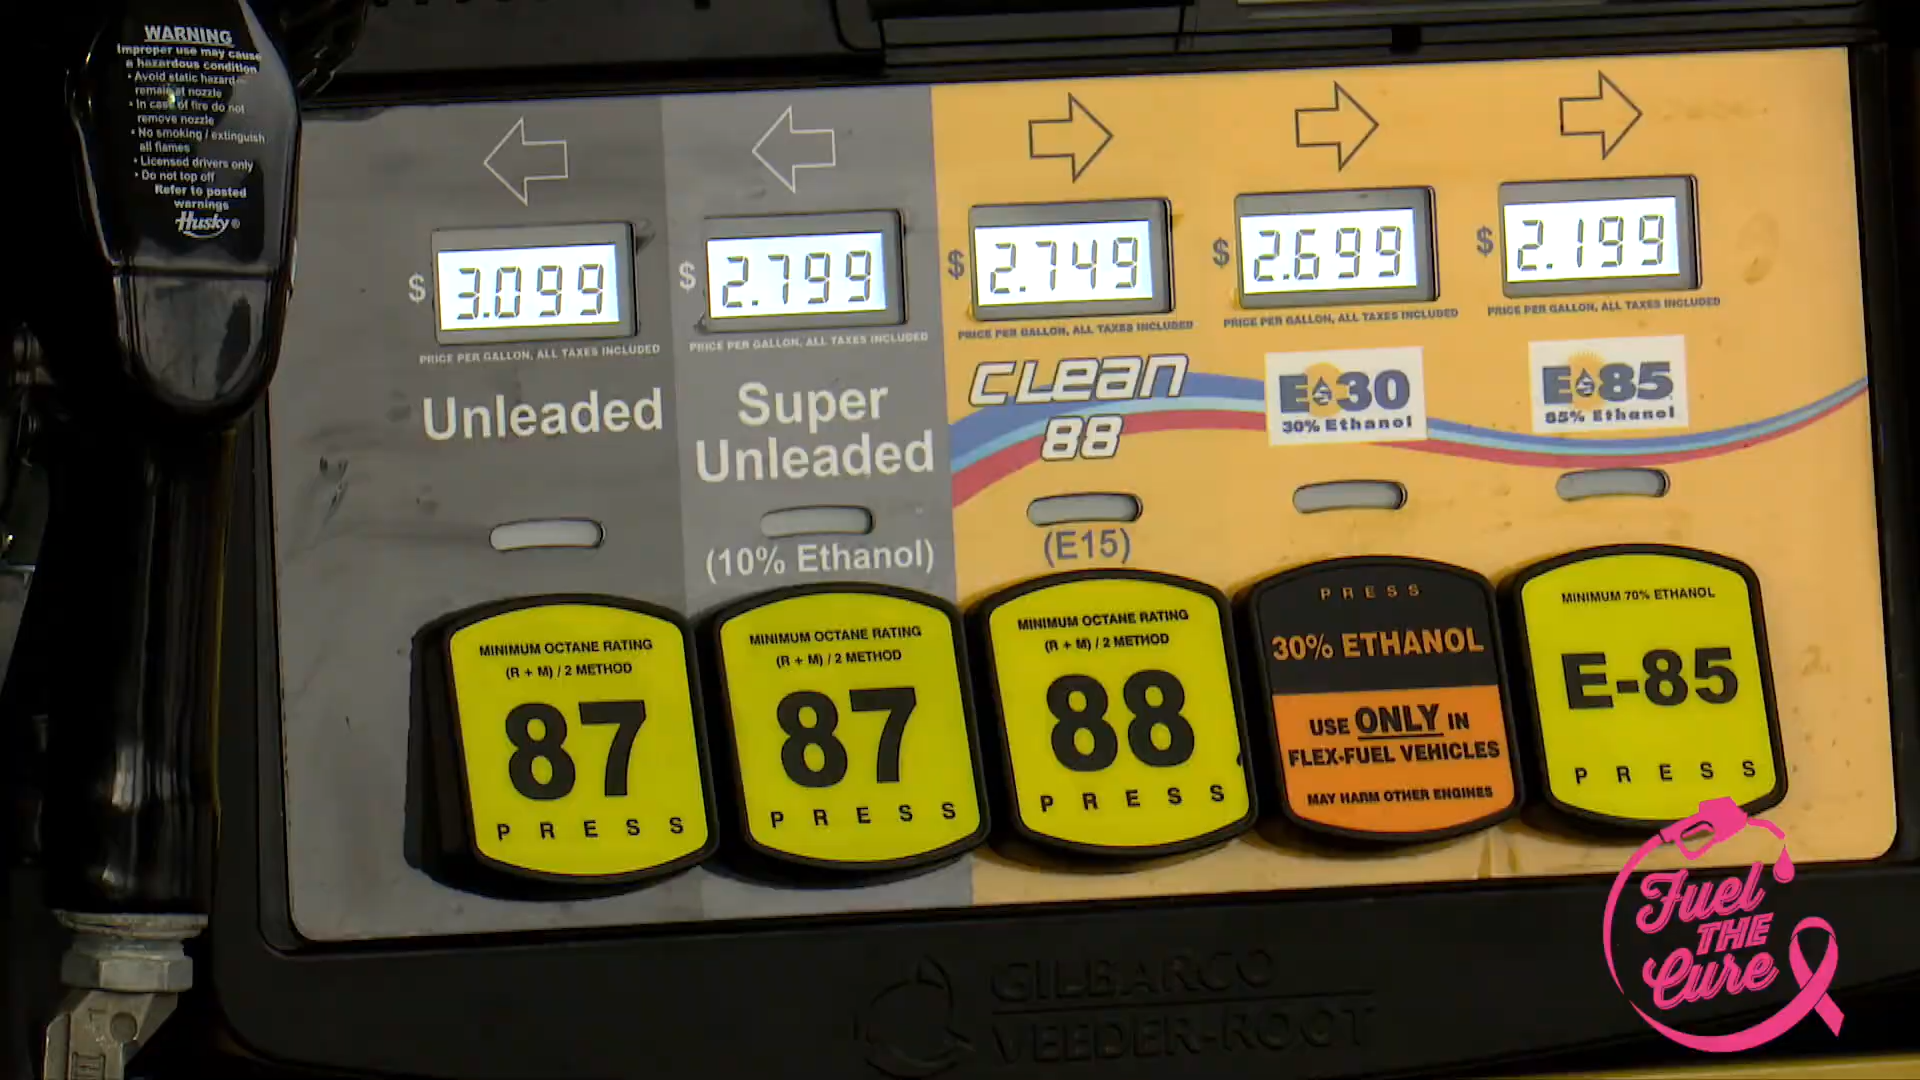 WARNING
Improper use may cause
a hazardous condition
• Avoid static hazard-
remain at nozzle
• In case of fire do not
remove nozzle
• No smoking / extinguish
all flames
• Licensed drivers only
• Do not top off
Refer to posted
warnings
Husky®
$ 3.099
PRICE PER GALLON, ALL TAXES INCLUDED
Unleaded
MINIMUM OCTANE RATING
(R + M) / 2 METHOD
87
PRESS
$ 2.799
PRICE PER GALLON, ALL TAXES INCLUDED
Super
Unleaded
(10% Ethanol)
MINIMUM OCTANE RATING
(R + M) / 2 METHOD
87
PRESS
$ 2.749
PRICE PER GALLON, ALL TAXES INCLUDED
CLEAN
88
(E15)
MINIMUM OCTANE RATING
(R + M) / 2 METHOD
88
PRESS
$ 2.699
PRICE PER GALLON, ALL TAXES INCLUDED
E30
30% Ethanol
PRESS
30% ETHANOL
USE ONLY IN
FLEX-FUEL VEHICLES
MAY HARM OTHER ENGINES
$ 2.199
PRICE PER GALLON, ALL TAXES INCLUDED
E85
85% Ethanol
MINIMUM 70% ETHANOL
E-85
PRESS
GILBARCO
VEEDER-ROOT
Fuel
THE
Cure